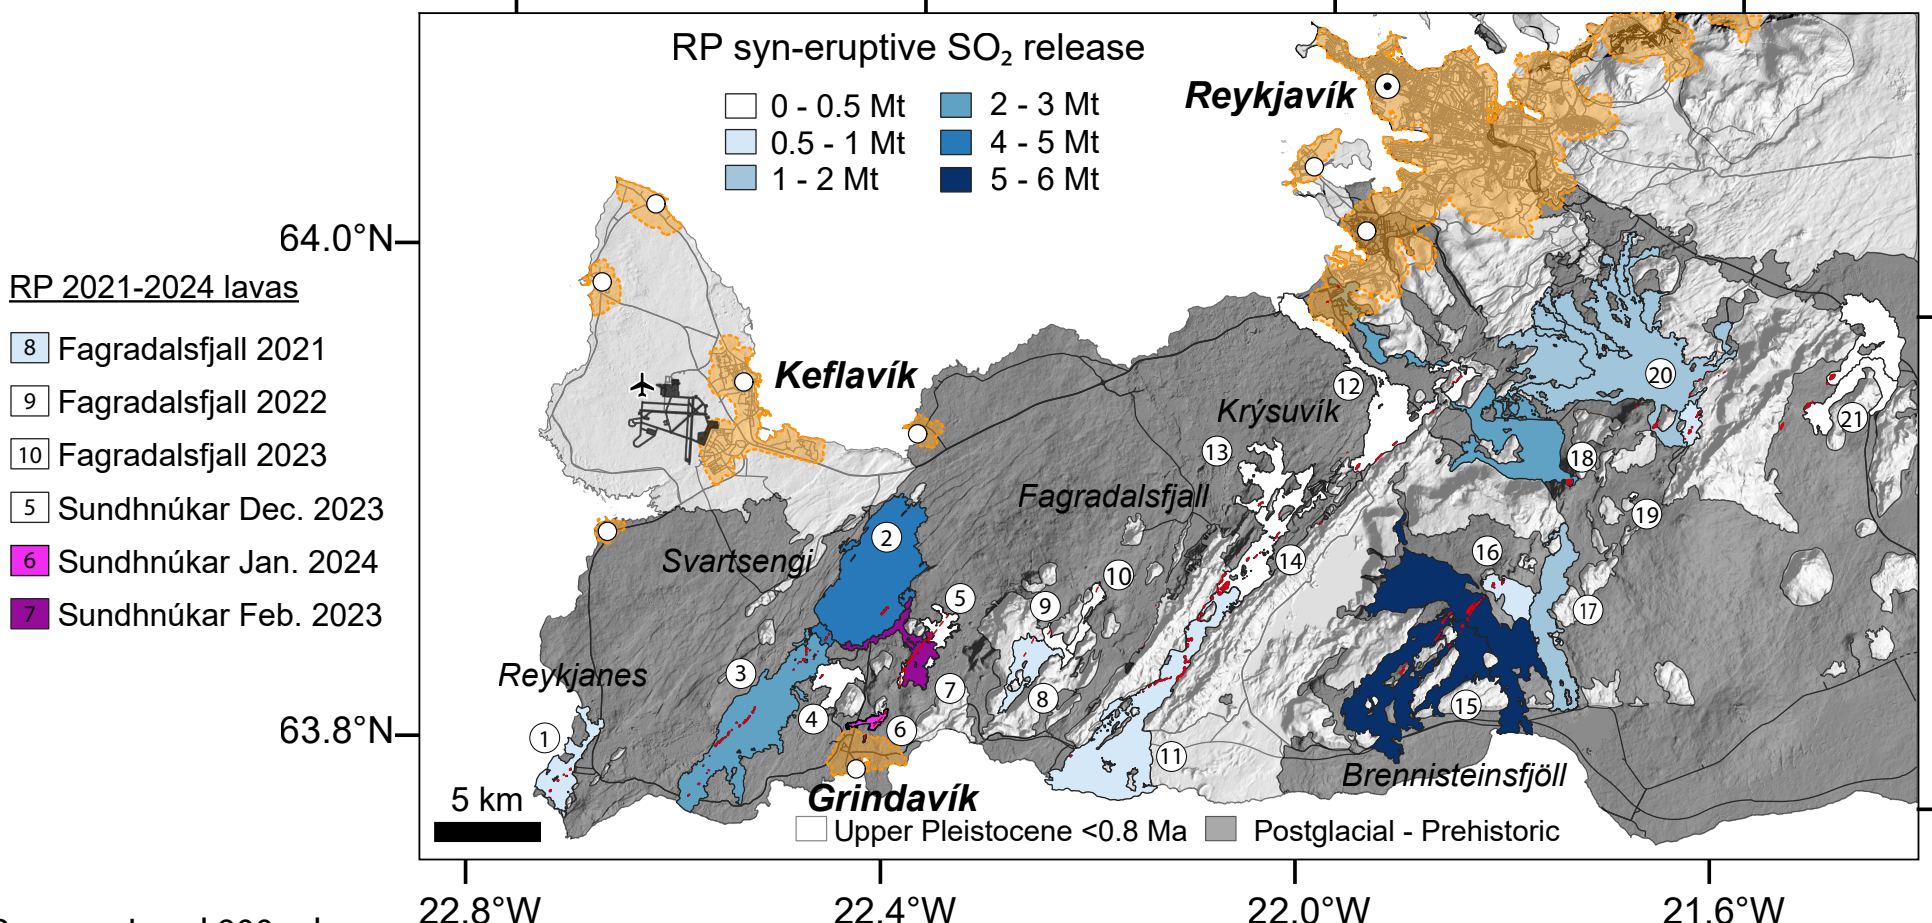 RP syn-eruptive SO₂ release
0 - 0.5 Mt
0.5 - 1 Mt
1 - 2 Mt
2 - 3 Mt
4 - 5 Mt
5 - 6 Mt
Reykjavík
64.0°N
63.8°N
RP 2021-2024 lavas
8 Fagradalsfjall 2021
9 Fagradalsfjall 2022
10 Fagradalsfjall 2023
5 Sundhnúkar Dec. 2023
6 Sundhnúkar Jan. 2024
7 Sundhnúkar Feb. 2023
Keflavík
Krýsuvík
Fagradalsfjall
Svartsengi
Reykjanes
Brennisteinsfjöll
Grindavík
1
2
3
4
5
6
7
8
9
10
11
12
13
14
15
16
17
18
19
20
21
5 km
Upper Pleistocene <0.8 Ma
Postglacial - Prehistoric
22.8°W
22.4°W
22.0°W
21.6°W